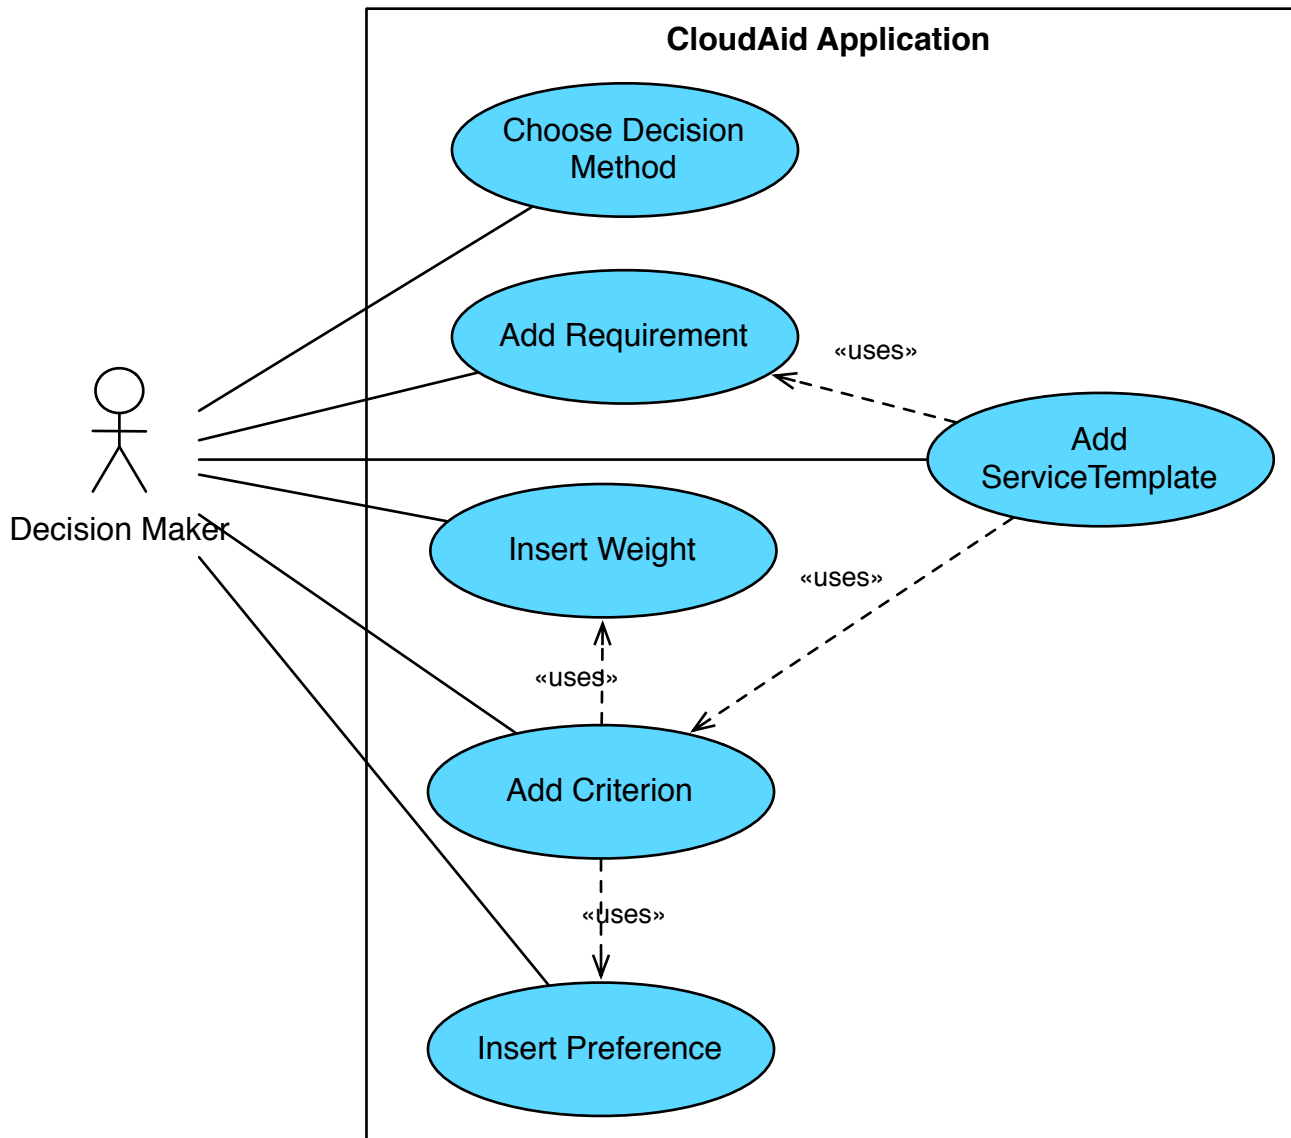 CloudAid Application
Choose Decision
Method
Add Requirement
«uses»
Add
ServiceTemplate
Decision Maker
Insert Weight
«uses»
«uses»
Add Criterion
«uses»
Insert Preference